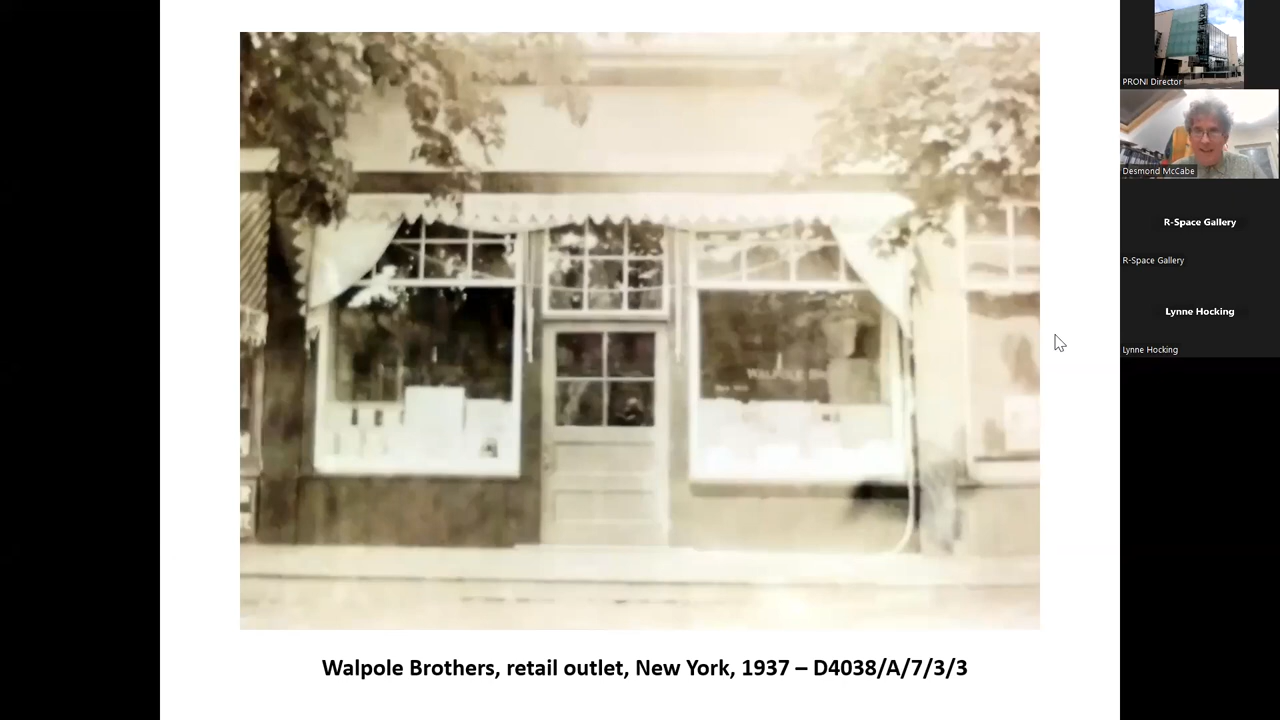 WALPOLE
Walpole Brothers, retail outlet, New York, 1937 – D4038/A/7/3/3
PRONI Director
Desmond McCabe
R-Space Gallery
R-Space Gallery
Lynne Hocking
Lynne Hocking